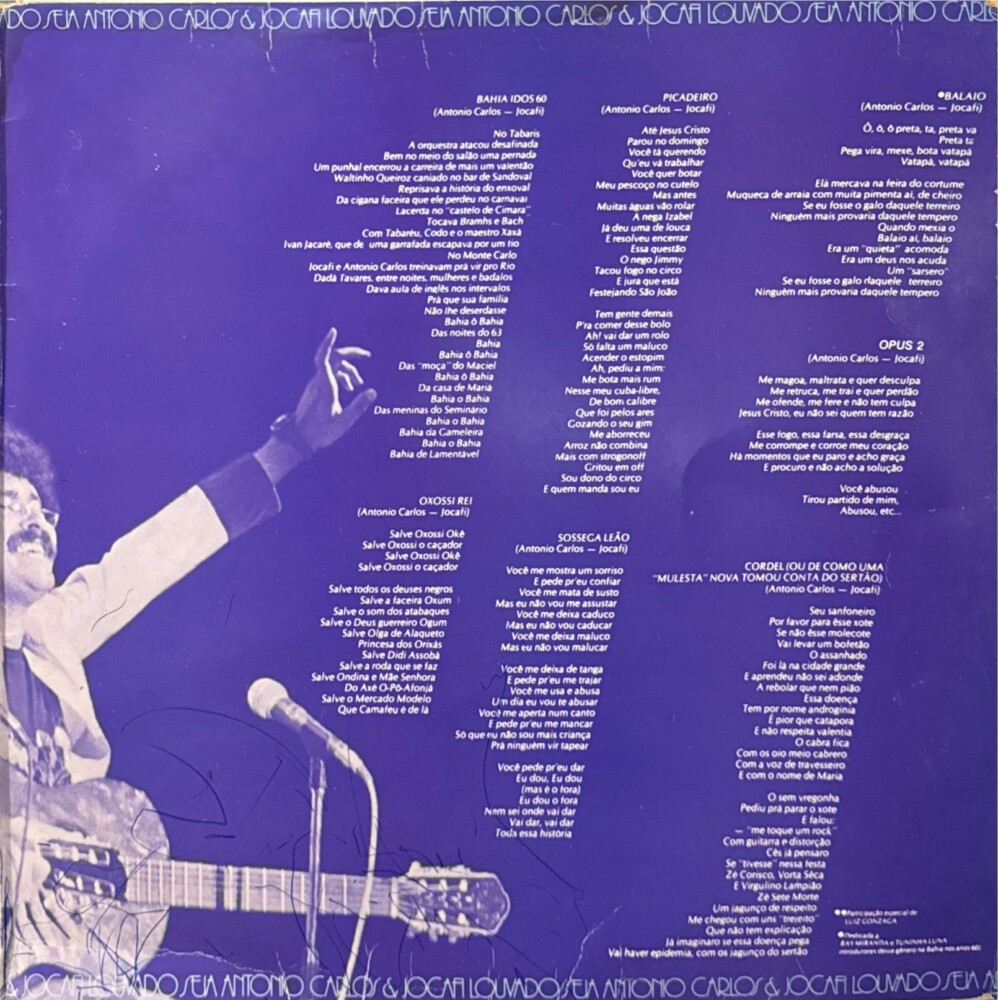 DO SEJA ANTONIO CARLOS & JOCAFI LOUVADO SEJA ANTONIO CARLOS & JOCAFI LOUVADO SEJA ANTONIO CARLOS
BAHIA IDOS 60
(Antonio Carlos — Jocafi)
No Tabaris
A orquestra atacou desafinada
Bem no meio do salão uma pernada
Um punhal encerrou a carreira de mais um valentão
Waltinho Queiroz caniado no bar de Sandoval
Reprisava a história do enxoval
Da cigana faceira que ele perdeu no carnaval
Lacerda no "castelo de Cimara"
Tocava Bramhs e Bach
Com Tabaréu, Codo e o maestro Xaxá
Ivan Jacaré, que de uma garrafada escapava por um tio
No Monte Carlo
Jocafi e Antonio Carlos treinavam prá vir pro Rio
Dadá Tavares, entre noites, mulheres e badalos
Dava aula de inglês nos intervalos
Prá que sua família
Não lhe deserdasse
Bahia ô Bahia
Das noites do 63
Bahia
Bahia ô Bahia
Das "moça" do Maciel
Bahia ô Bahia
Da casa de Maria
Bahia o Bahia
Das meninas do Seminário
Bahia o Bahia
Bahia da Gameleira
Bahia o Bahia
Bahia de Lamentável
OXOSSI REI
(Antonio Carlos — Jocafi)
Salve Oxossi Okê
Salve Oxossi o caçador
Salve Oxossi Okê
Salve Oxossi o caçador
Salve todos os deuses negros
Salve a faceira Oxum
Salve o som dos atabaques
Salve o Deus guerreiro Ogum
Salve Olga de Alaqueto
Princesa dos Orixás
Salve Didi Assobá
Salve a roda que se faz
Salve Ondina e Mãe Senhora
Do Axé O-Pô-Afonjá
Salve o Mercado Modelo
Que Camafeu é de lá
PICADEIRO
(Antonio Carlos — Jocafi)
Até Jesus Cristo
Parou no domingo
Você tá querendo
Qu'eu vá trabalhar
Você quer botar
Meu pescoço no cutelo
Mas antes
Muitas águas vão rolar
A nega Izabel
Já deu uma de louca
E resolveu encerrar
Essa questão
O nego Jimmy
Tacou fogo no circo
E jura que está
Festejando São João
Tem gente demais
P'ra comer desse bolo
Ah! vai dar um rolo
Só falta um maluco
Acender o estopim
Ah, pediu a mim:
Me bota mais rum
Nesse meu cuba-libre,
De bom calibre
Que foi pelos ares
Gozando o seu gim
Me aborreceu
Arroz não combina
Mais com strogonoff
Gritou em off
Sou dono do circo
E quem manda sou eu
SOSSEGA LEÃO
(Antonio Carlos — Jocafi)
Você me mostra um sorriso
E pede pr'eu confiar
Você me mata de susto
Mas eu não vou me assustar
Você me deixa caduco
Mas eu não vou caducar
Você me deixa maluco
Mas eu não vou malucar
Você me deixa de tanga
E pede pr'eu me trajar
Você me usa e abusa
Um dia eu vou te abusar
Você me aperta num canto
E pede pr'eu me mancar
Só que eu não sou mais criança
Prá ninguém vir tapear
Você pede pr'eu dar
Eu dou, Eu dou
(mas é o fora)
Eu dou o fora
Nem sei onde vai dar
Vai dar, vai dar
Toda essa história
●BALAIO
(Antonio Carlos — Jocafi)
Ô, ô, ô preta, ta, preta va
Preta ta
Pega vira, mexe, bota vatapá
Vatapá, vatapá
Ela mercava na feira do cortume
Muqueca de arraia com muita pimenta ai, de cheiro
Se eu fosse o galo daquele terreiro
Ninguém mais provaria daquele tempero
Quando mexia o
Balaio ai, balaio
Era um "quieta" acomoda
Era um deus nos acuda
Um "sarsero"
Se eu fosse o galo daquele terreiro
Ninguém mais provaria daquele tempero
OPUS 2
(Antonio Carlos — Jocafi)
Me magoa, maltrata e quer desculpa
Me retruca, me trai e quer perdão
Me ofende, me fere e não tem culpa
Jesus Cristo, eu não sei quem tem razão
Esse fogo, essa farsa, essa desgraça
Me corrompe e corroe meu coração
Há momentos que eu paro e acho graça
E procuro e não acho a solução
Você abusou
Tirou partido de mim,
Abusou, etc...
CORDEL (OU DE COMO UMA
"MULESTA" NOVA TOMOU CONTA DO SERTÃO)
(Antonio Carlos — Jocafi)
Seu sanfoneiro
Por favor para êsse xote
Se não êsse molecote
Vai levar um bofetão
O assanhado
Foi lá na cidade grande
E aprendeu não sei adonde
A rebolar que nem pião
Essa doença
Tem por nome androginia
É pior que catapora
E não respeita valentia
O cabra fica
Com os oio meio cabrero
Com a voz de travesseiro
E com o nome de Maria
O sem vregonha
Pediu prá parar o xote
E falou:
— "me toque um rock"
Com guitarra e distorção
Cês já pensaro
Se "tivesse" nessa festa
Zé Corisco, Vorta Sêca
E Virgulino Lampião
Zé Sete Morte
Um jagunço de respeito
Me chegou com uns "trejeito"
Que não tem explicação
Já imaginaro se essa doença pega
Vai haver epidemia, com os jagunço do sertão
●●Participação especial de
LUIZ GONZAGA
●Dedicada a
RAY MIRANDA e TUNINHA LUNA
introdutores desse gênero na Bahia nos anos 60)
& JOCAFI LOUVADO SEJA ANTONIO CARLOS & JOCAFI LOUVADO SEJA ANTONIO CARLOS & JOCAFI LOUVADO SEJA A